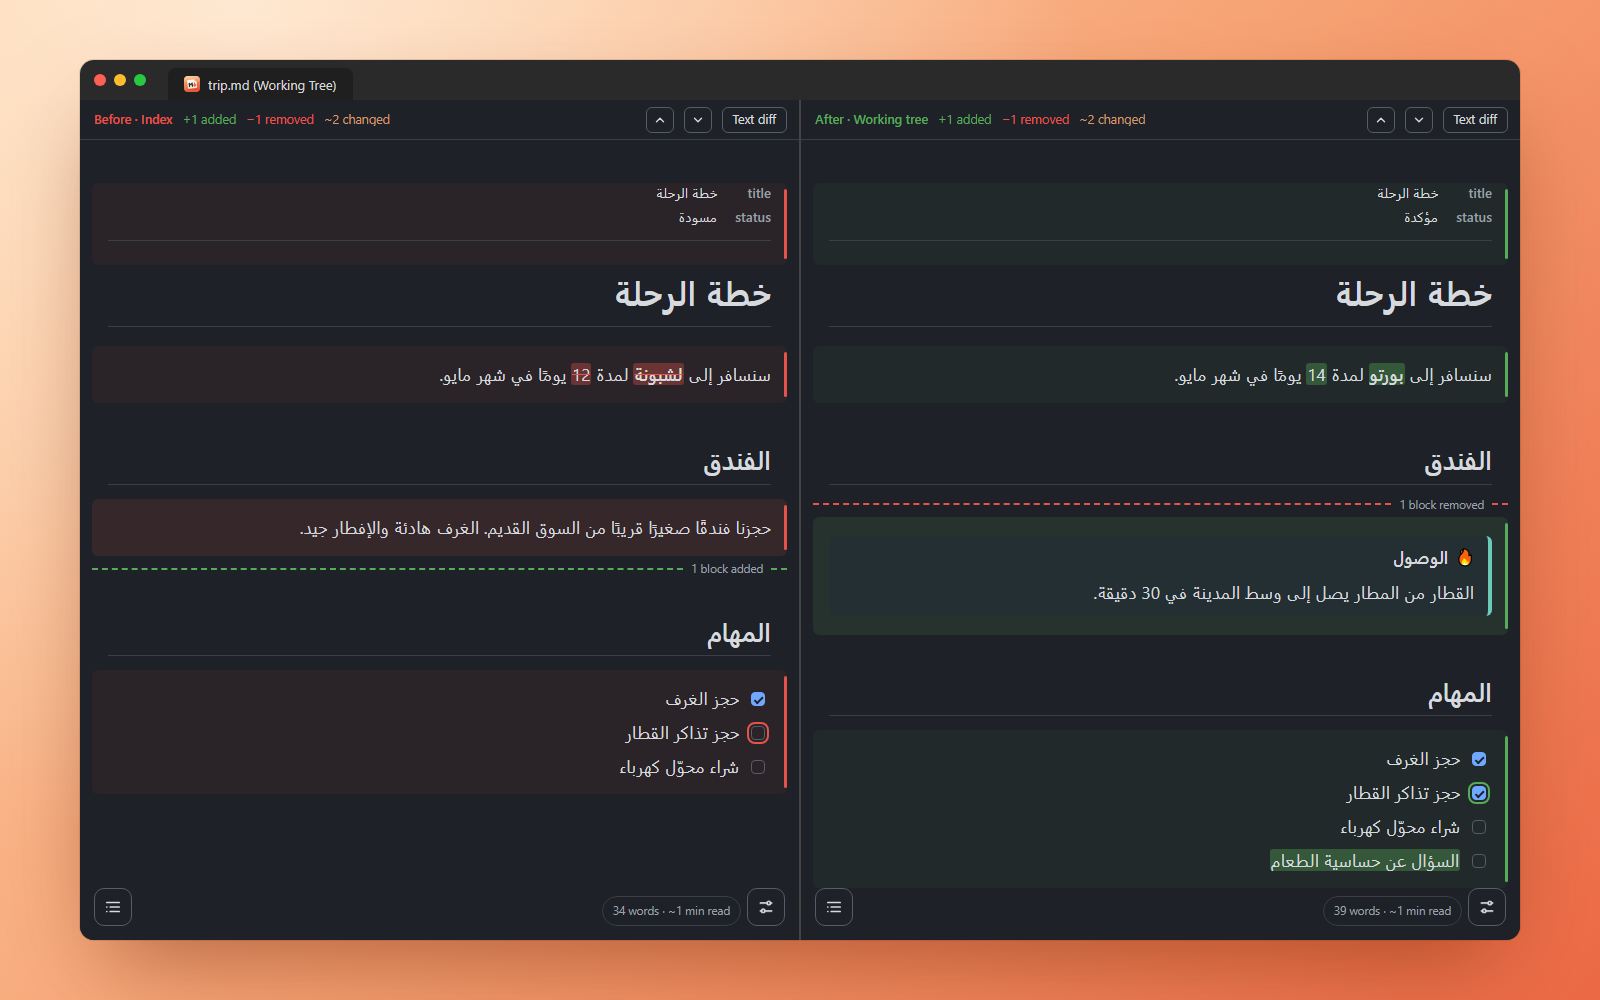 trip.md (Working Tree)
Before · Index +1 added −1 removed ~2 changed
Text diff
title خطة الرحلة
status مسودة
خطة الرحلة
سنسافر إلى لشبونة لمدة 12 يومًا في شهر مايو.
الفندق
حجزنا فندقًا صغيرًا قريبًا من السوق القديم. الغرف هادئة والإفطار جيد.
1 block added
المهام
حجز الغرف
حجز تذاكر القطار
شراء محوّل كهرباء
34 words · ~1 min read
After · Working tree +1 added −1 removed ~2 changed
Text diff
title خطة الرحلة
status مؤكدة
خطة الرحلة
سنسافر إلى بورتو لمدة 14 يومًا في شهر مايو.
الفندق
1 block removed
🔥 الوصول
القطار من المطار يصل إلى وسط المدينة في 30 دقيقة.
المهام
حجز الغرف
حجز تذاكر القطار
شراء محوّل كهرباء
السؤال عن حساسية الطعام
39 words · ~1 min read